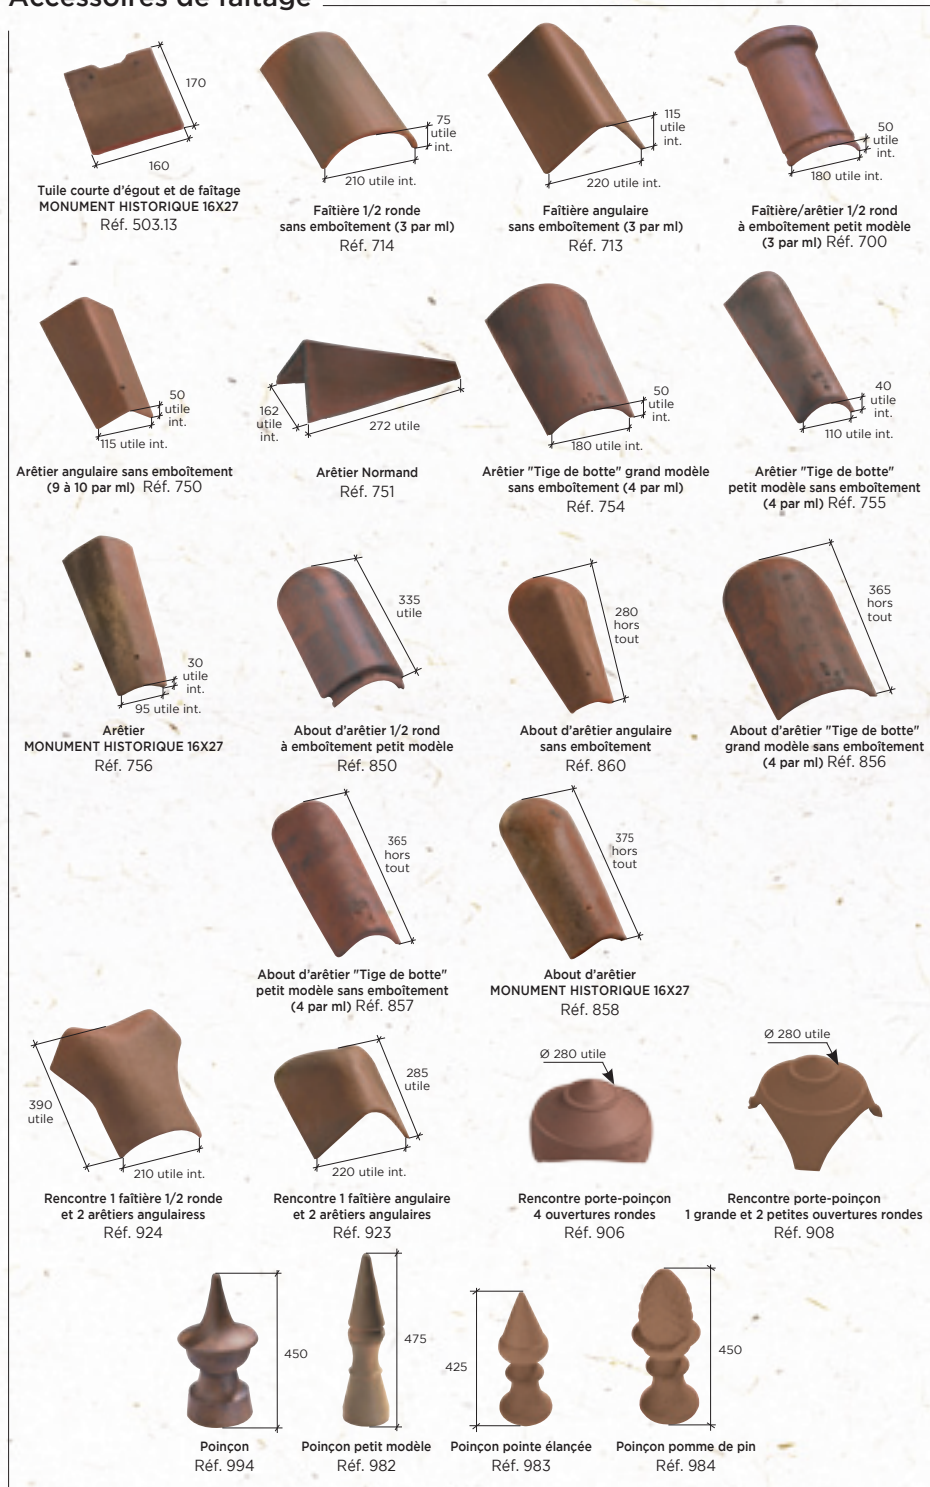 Accessoires de faîtage
170
160
Tuile courte d'égout et de faîtage
MONUMENT HISTORIQUE 16X27
Réf. 503.13
75
utile
int.
210 utile int.
Faîtière 1/2 ronde
sans emboîtement (3 par ml)
Réf. 714
115
utile
int.
220 utile int.
Faîtière angulaire
sans emboîtement (3 par ml)
Réf. 713
50
utile
int.
180 utile int.
Faîtière/arêtier 1/2 rond
à emboîtement petit modèle
(3 par ml) Réf. 700
50
utile
int.
115 utile int.
Arêtier angulaire sans emboîtement
(9 à 10 par ml) Réf. 750
162
utile
int.
272 utile
Arêtier Normand
Réf. 751
50
utile
int.
180 utile int.
Arêtier "Tige de botte" grand modèle
sans emboîtement (4 par ml)
Réf. 754
40
utile
int.
110 utile int.
Arêtier "Tige de botte"
petit modèle sans emboîtement
(4 par ml) Réf. 755
30
utile
int.
95 utile int.
Arêtier
MONUMENT HISTORIQUE 16X27
Réf. 756
335
utile
About d'arêtier 1/2 rond
à emboîtement petit modèle
Réf. 850
280
hors
tout
About d'arêtier angulaire
sans emboîtement
Réf. 860
365
hors
tout
About d'arêtier "Tige de botte"
grand modèle sans emboîtement
(4 par ml) Réf. 856
365
hors
tout
About d'arêtier "Tige de botte"
petit modèle sans emboîtement
(4 par ml) Réf. 857
375
hors
tout
About d'arêtier
MONUMENT HISTORIQUE 16X27
Réf. 858
390
utile
210 utile int.
Rencontre 1 faîtière 1/2 ronde
et 2 arêtiers angulairess
Réf. 924
285
utile
220 utile int.
Rencontre 1 faîtière angulaire
et 2 arêtiers angulaires
Réf. 923
Ø 280 utile
Rencontre porte-poinçon
4 ouvertures rondes
Réf. 906
Ø 280 utile
Rencontre porte-poinçon
1 grande et 2 petites ouvertures rondes
Réf. 908
450
Poinçon
Réf. 994
475
Poinçon petit modèle
Réf. 982
425
Poinçon pointe élancée
Réf. 983
450
Poinçon pomme de pin
Réf. 984